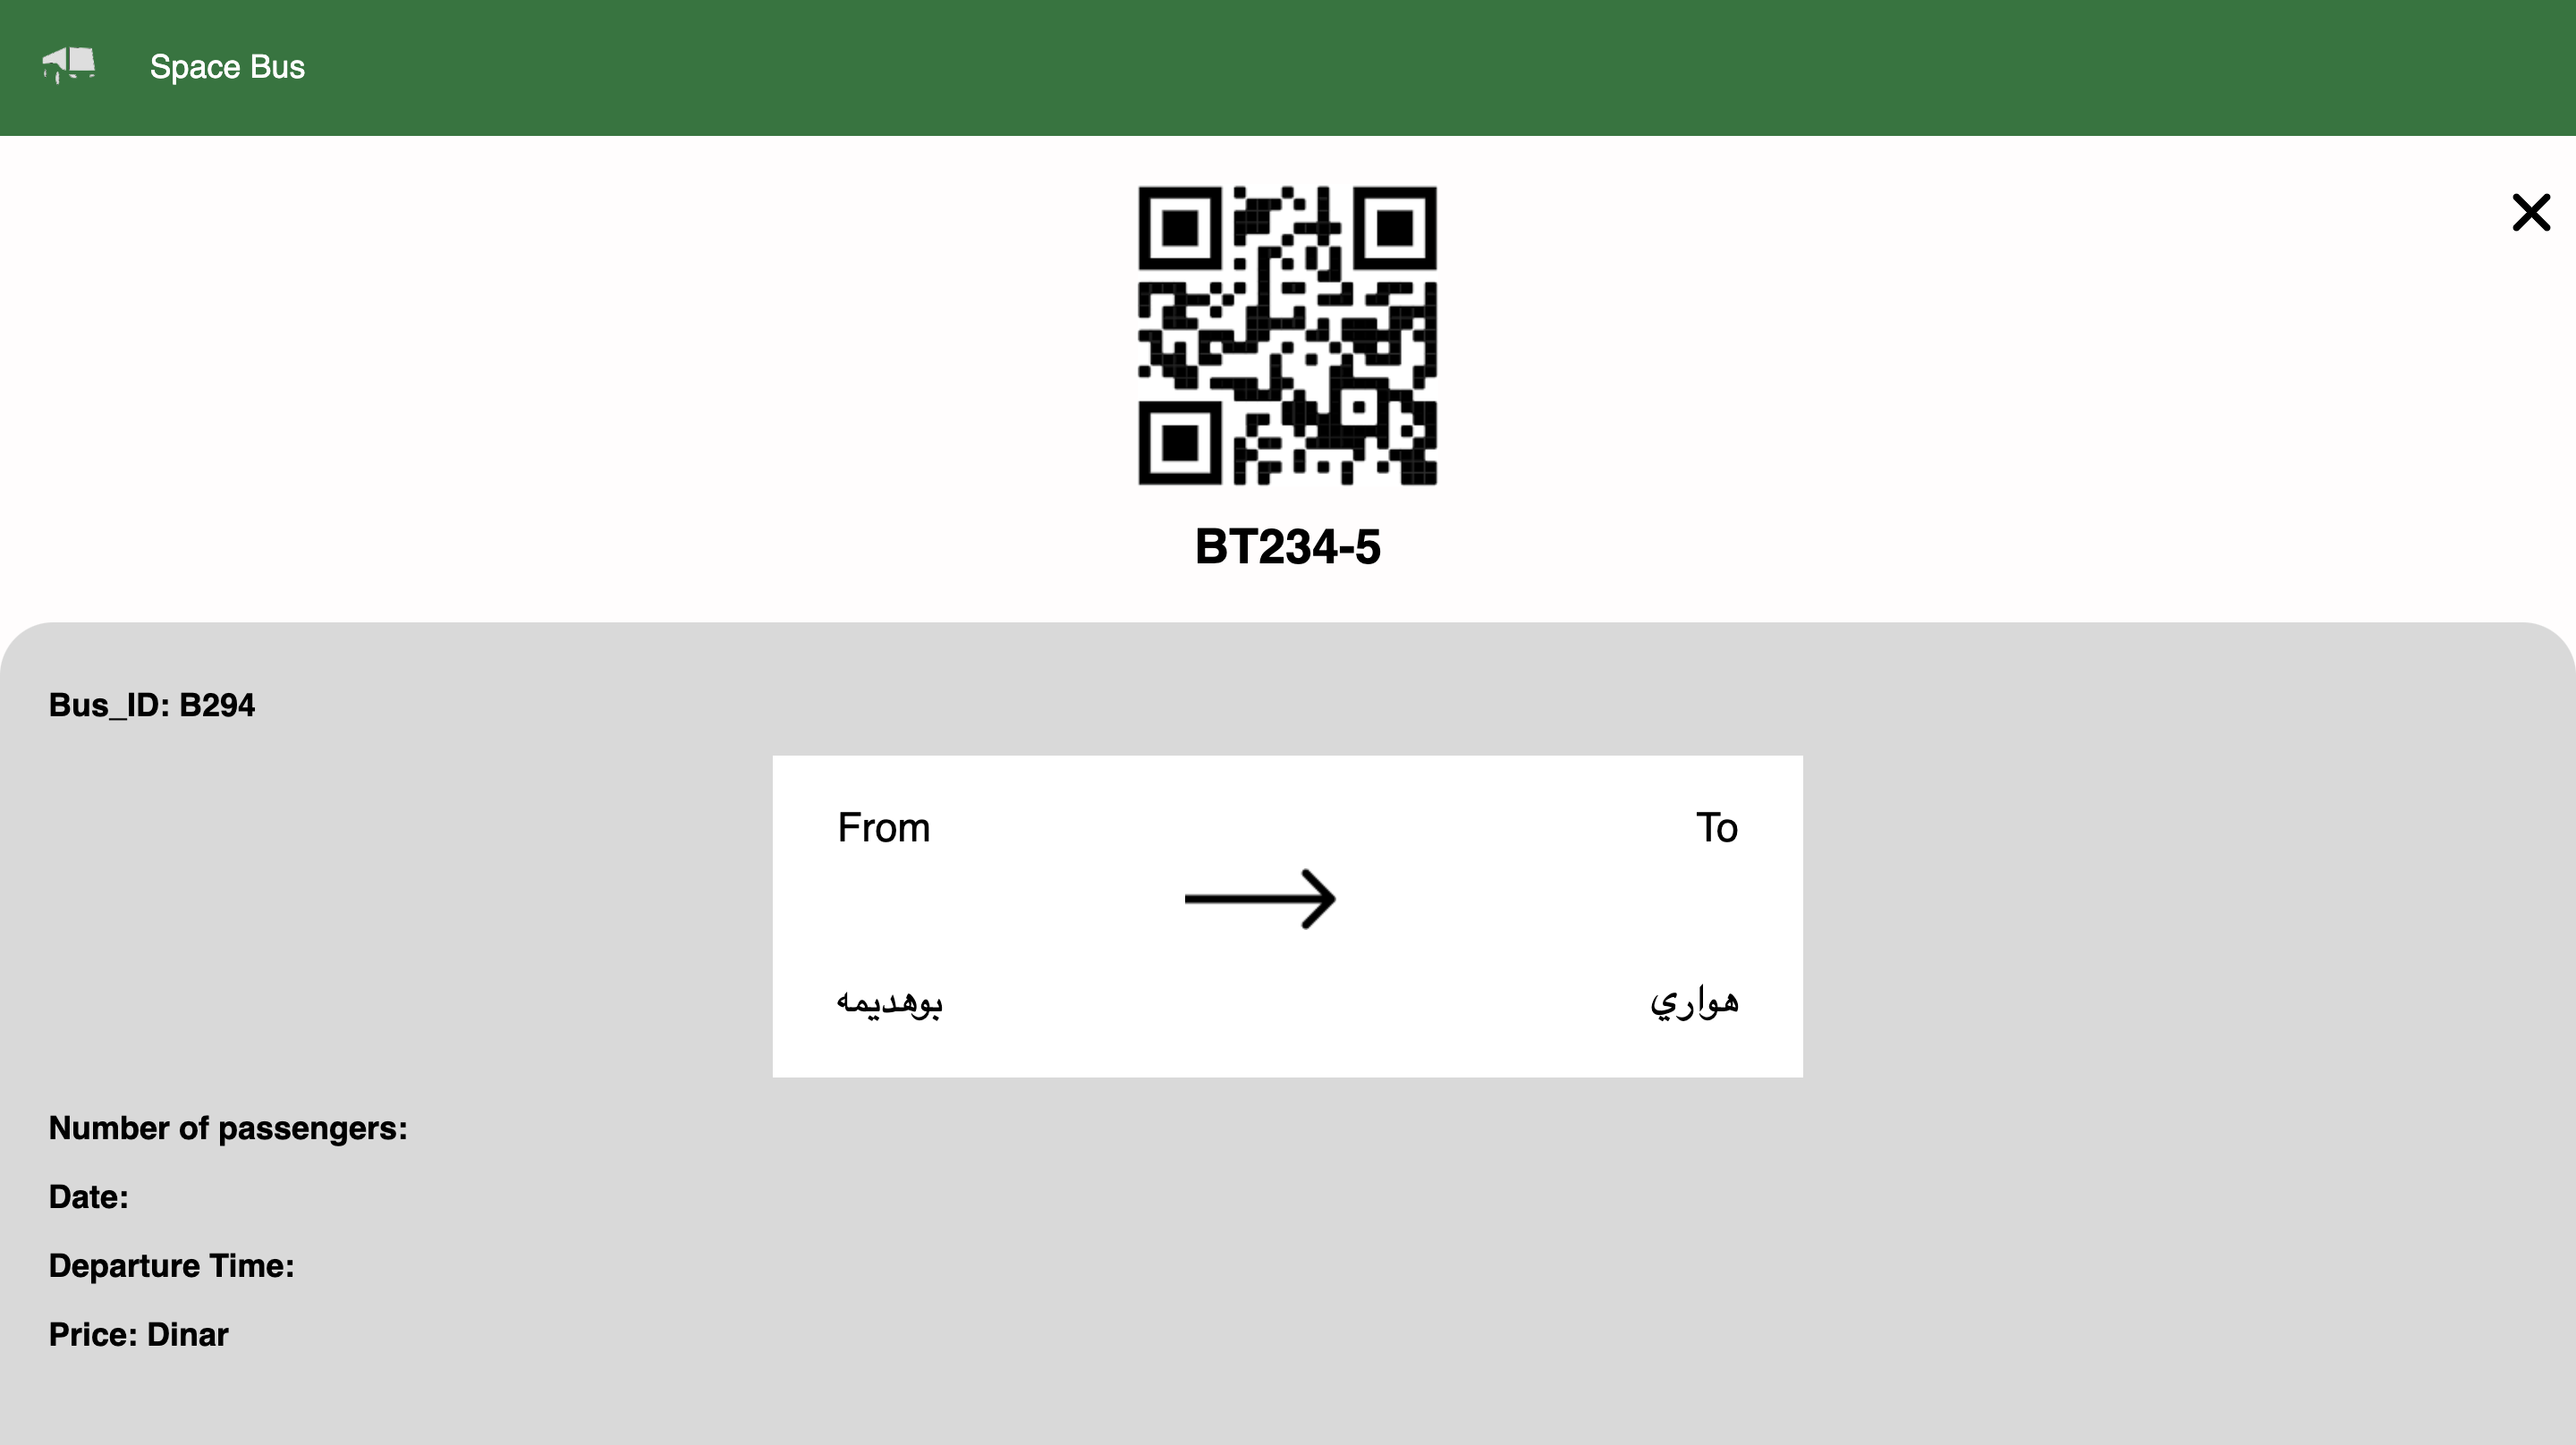 Space Bus
BT234-5
Bus_ID: B294
From
To
بوهديمه
هواري
Number of passengers:
Date:
Departure Time:
Price: Dinar